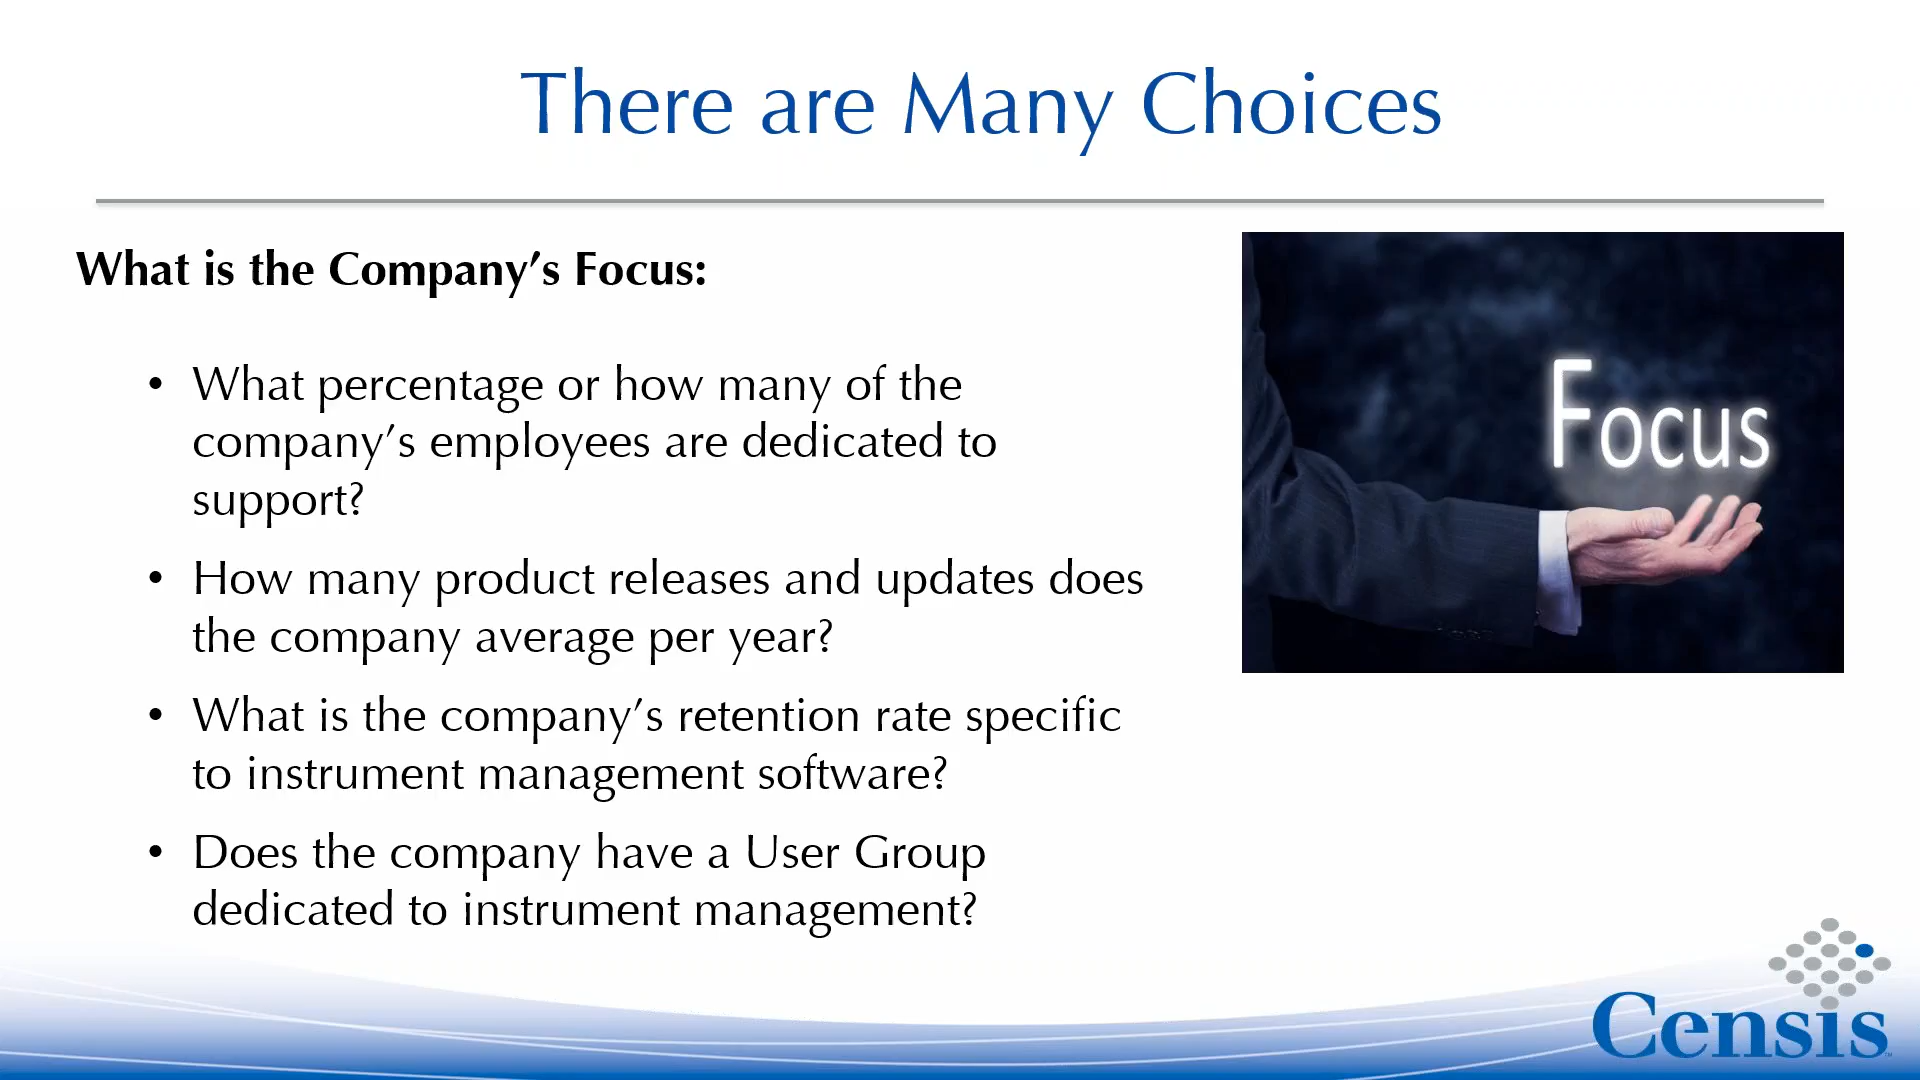 There are Many Choices
What is the Company’s Focus:
• What percentage or how many of the
company’s employees are dedicated to
support?
• How many product releases and updates does
the company average per year?
• What is the company’s retention rate specific
to instrument management software?
• Does the company have a User Group
dedicated to instrument management?
Focus
Censis